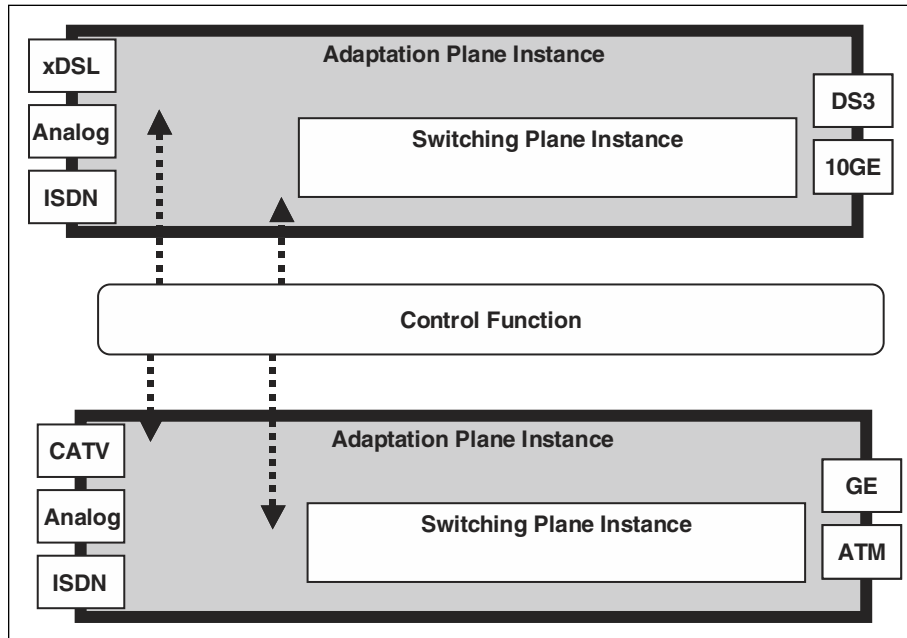 Adaptation Plane Instance
xDSL
Analog
ISDN
Switching Plane Instance
DS3
10GE
Control Function
Adaptation Plane Instance
CATV
Analog
ISDN
Switching Plane Instance
GE
ATM